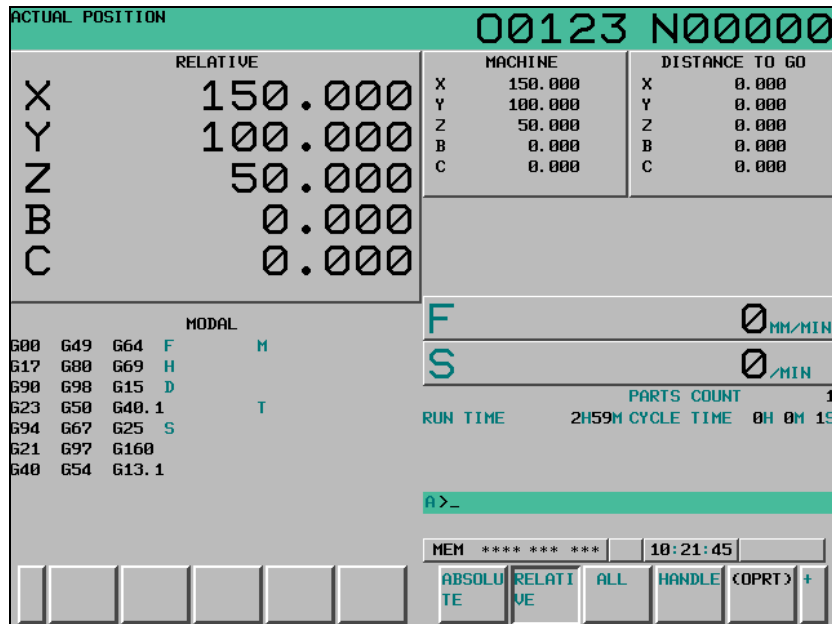 ACTUAL POSITION O0123 N00000
RELATIVE
X 150.000
Y 100.000
Z 50.000
B 0.000
C 0.000
MACHINE
X 150.000
Y 100.000
Z 50.000
B 0.000
C 0.000
DISTANCE TO GO
X 0.000
Y 0.000
Z 0.000
B 0.000
C 0.000
MODAL
G00 G49 G64 F M
G17 G80 G69 H
G90 G98 G15 D
G23 G50 G40.1 T
G94 G67 G25 S
G21 G97 G160
G40 G54 G13.1
F 0 MM/MIN
S 0 /MIN
PARTS COUNT 1
RUN TIME 2H59M CYCLE TIME 0H 0M 1S
A>_
MEM **** *** *** 10:21:45
ABSOLU
TE
RELATI
VE
ALL
HANDLE
(OPRT)
+